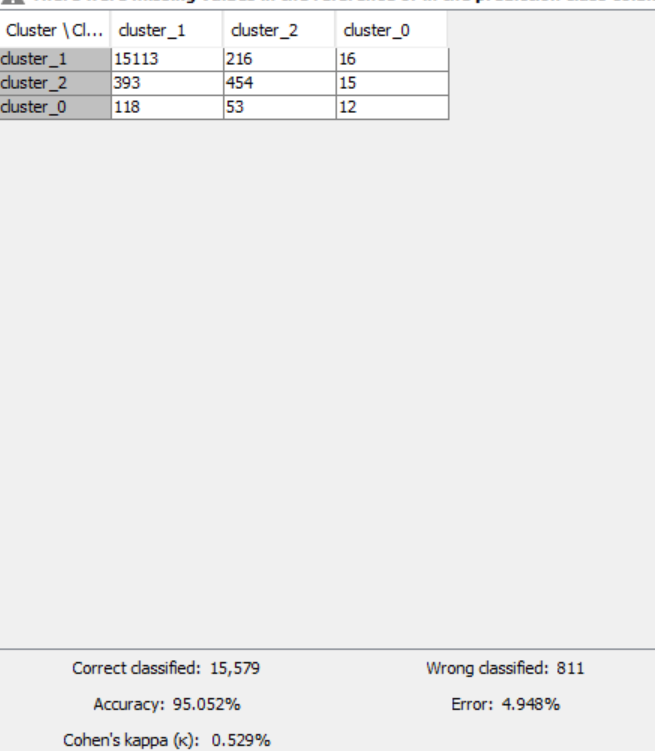 Cluster \ Cl... cluster_1 cluster_2 cluster_0
cluster_1 15113 216 16
cluster_2 393 454 15
cluster_0 118 53 12
Correct classified: 15,579 Wrong classified: 811
Accuracy: 95.052% Error: 4.948%
Cohen's kappa (κ): 0.529%